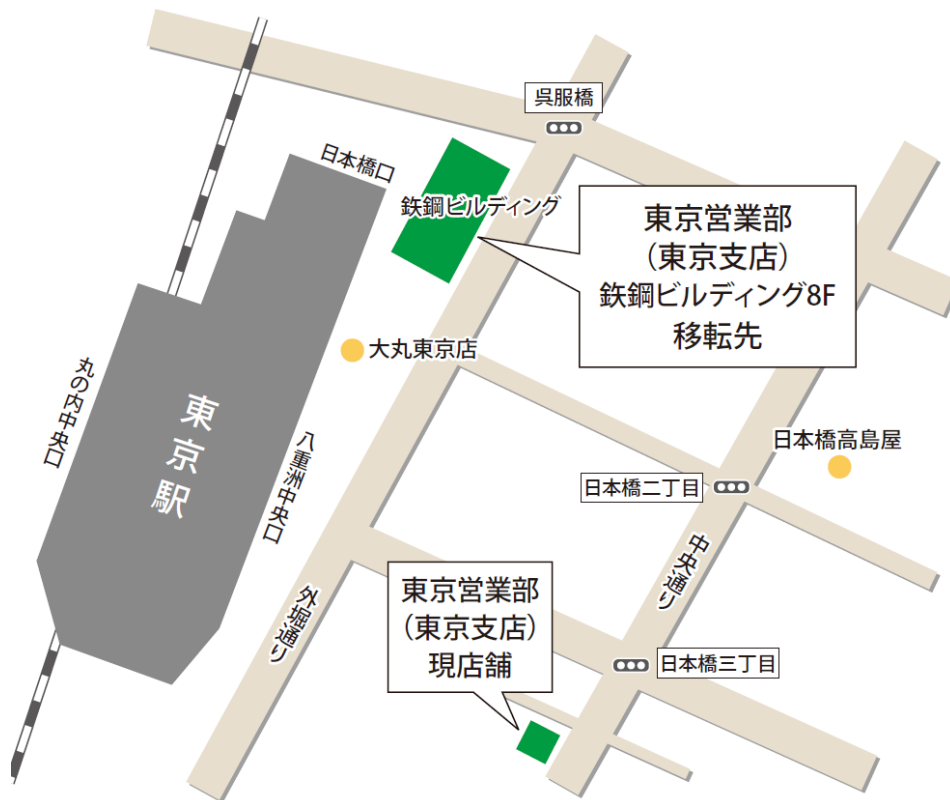 呉服橋
日本橋口
鉃鋼ビルディング
東京営業部
（東京支店）
鉃鋼ビルディング8F
移転先
大丸東京店
丸の内中央口
東京駅
八重洲中央口
日本橋高島屋
日本橋二丁目
中央通り
外堀通り
東京営業部
（東京支店）
現店舗
日本橋三丁目